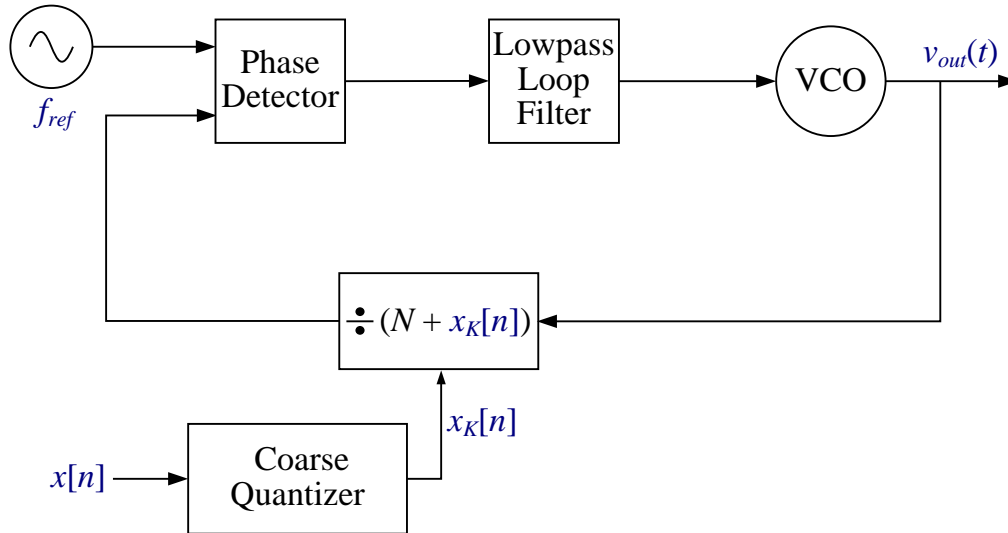 Phase
Detector
Lowpass
Loop
Filter
VCO
v_out(t)
f_ref
÷ (N + x_K[n])
x_K[n]
x[n]
Coarse
Quantizer